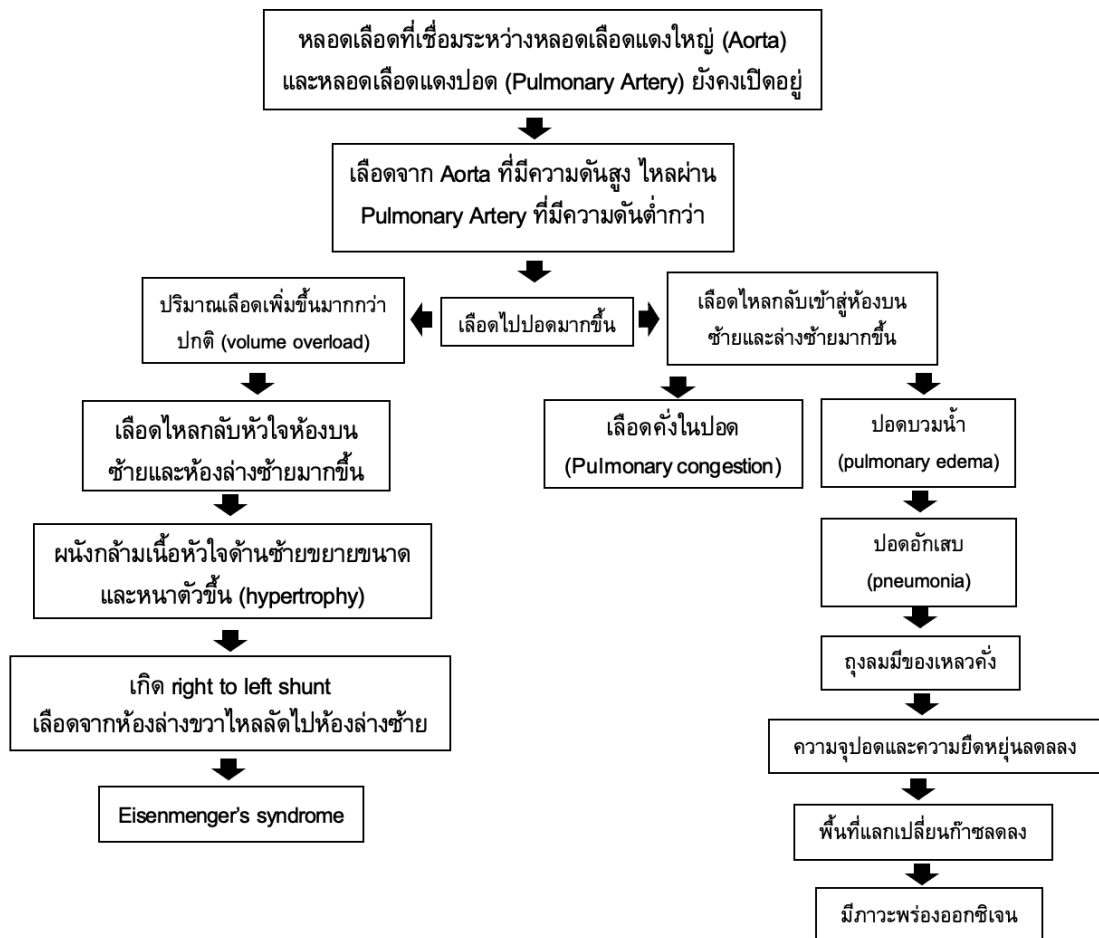 หลอดเลือดที่เชื่อมระหว่างหลอดเลือดแดงใหญ่ (Aorta)
และหลอดเลือดแดงปอด (Pulmonary Artery) ยังคงเปิดอยู่
เลือดจาก Aorta ที่มีความดันสูง ไหลผ่าน
Pulmonary Artery ที่มีความดันต่ำกว่า
ปริมาณเลือดเพิ่มขึ้นมากกว่า
ปกติ (volume overload)
เลือดไปปอดมากขึ้น
เลือดไหลกลับเข้าสู่ห้องบน
ซ้ายและล่างซ้ายมากขึ้น
เลือดไหลกลับหัวใจห้องบน
ซ้ายและห้องล่างซ้ายมากขึ้น
ผนังกล้ามเนื้อหัวใจด้านซ้ายขยายขนาด
และหนาตัวขึ้น (hypertrophy)
เกิด right to left shunt
เลือดจากห้องล่างขวาไหลลัดไปห้องล่างซ้าย
Eisenmenger's syndrome
เลือดคั่งในปอด
(Pulmonary congestion)
ปอดบวมน้ำ
(pulmonary edema)
ปอดอักเสบ
(pneumonia)
ถุงลมมีของเหลวคั่ง
ความจุปอดและความยืดหยุ่นลดลลง
พื้นที่แลกเปลี่ยนก๊าซลดลง
มีภาวะพร่องออกซิเจน